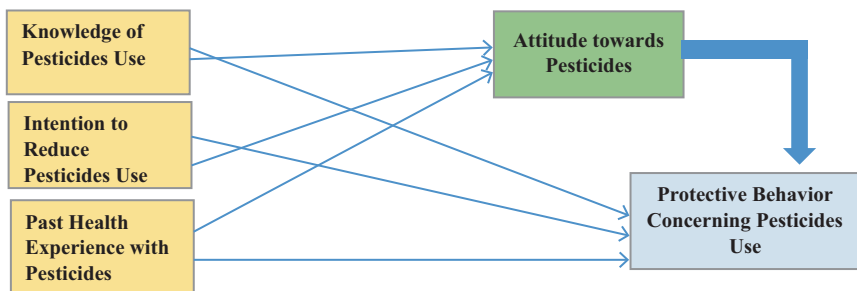 Knowledge of
Pesticides Use
Attitude towards
Pesticides
Intention to
Reduce
Pesticides Use
Protective Behavior
Concerning Pesticides
Use
Past Health
Experience with
Pesticides